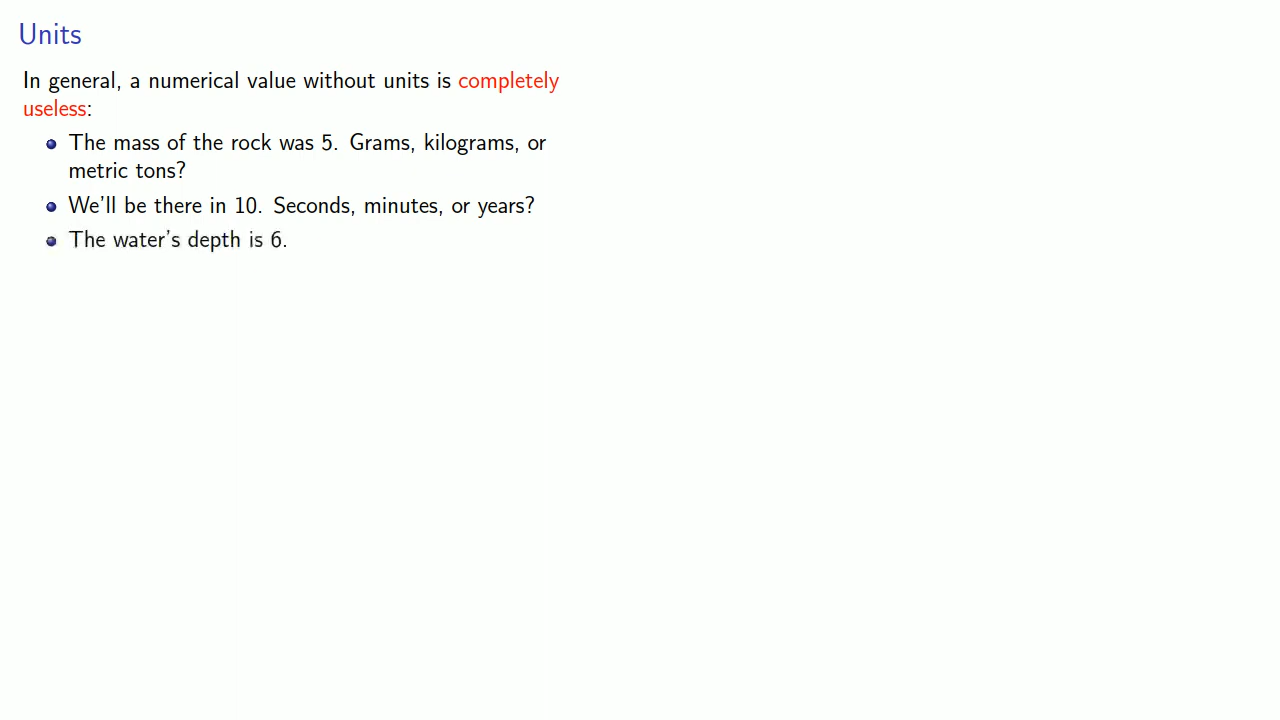 Units
In general, a numerical value without units is completely
useless:
The mass of the rock was 5. Grams, kilograms, or
metric tons?
We'll be there in 10. Seconds, minutes, or years?
The water's depth is 6.